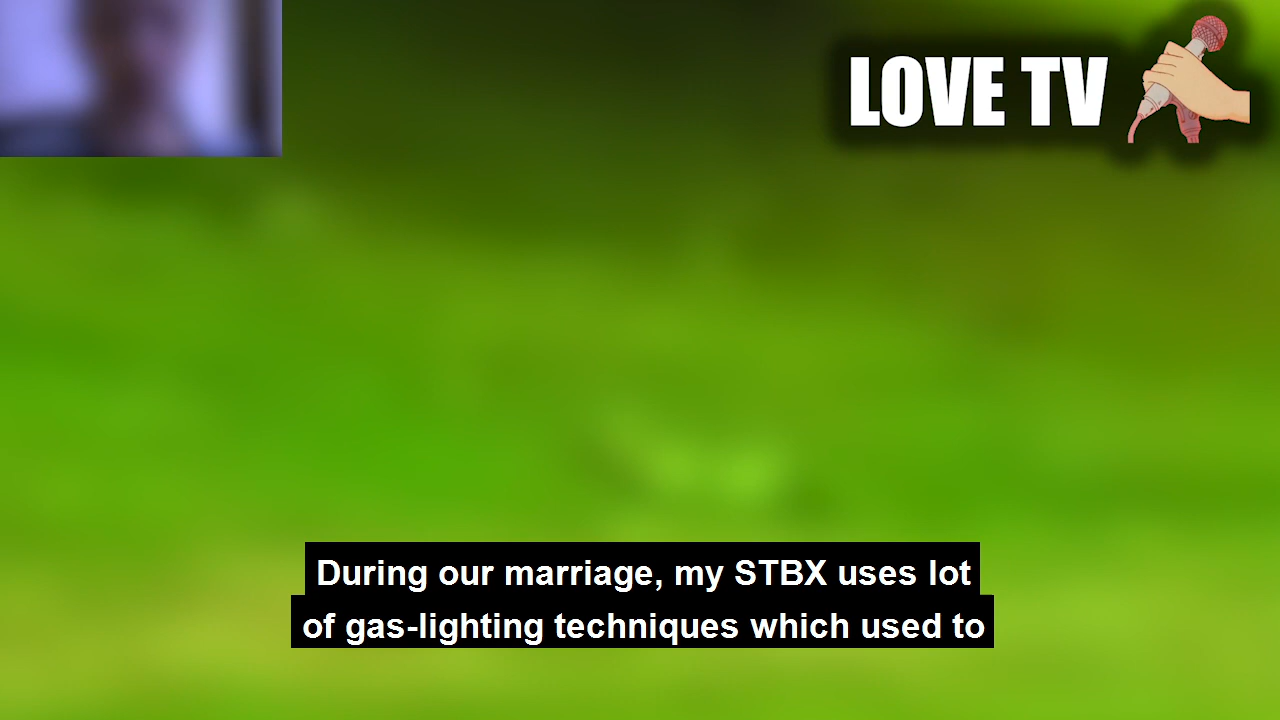 LOVE TV
During our marriage, my STBX uses lot
of gas-lighting techniques which used to